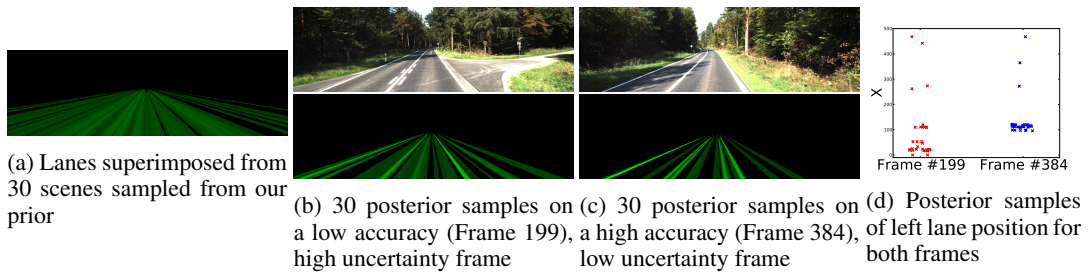 (a) Lanes superimposed from
30 scenes sampled from our
prior
(b) 30 posterior samples on
a low accuracy (Frame 199),
high uncertainty frame
(c) 30 posterior samples on
a high accuracy (Frame 384),
low uncertainty frame
500
400
300
200
100
0
X
Frame #199
Frame #384
(d) Posterior samples
of left lane position for
both frames